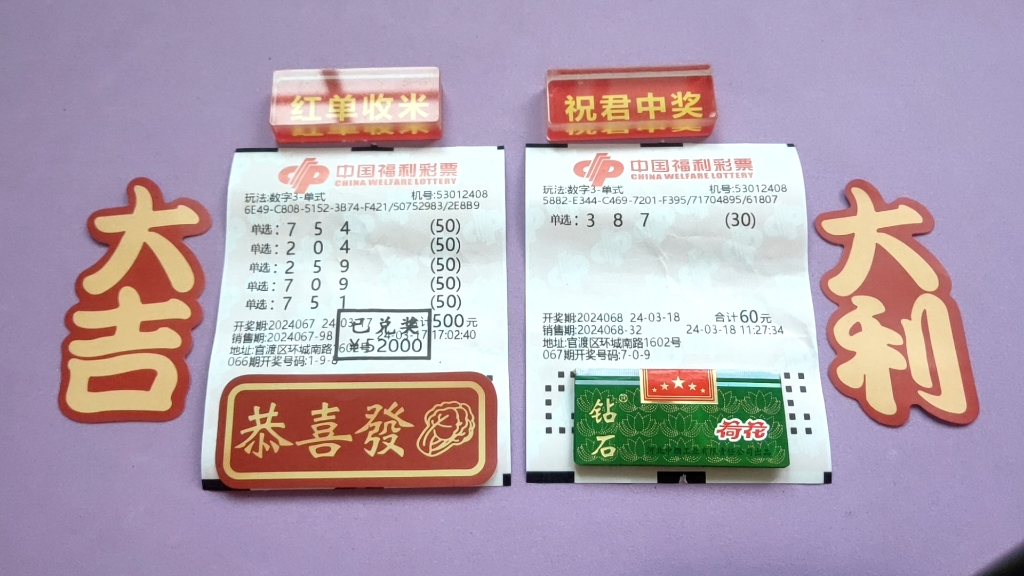 红单收米
祝君中奖
大吉
中国福利彩票
CHINA WELFARE LOTTERY
玩法:数字3-单式 机号:53012408
6E49-C808-5152-3B74-F421/50752983/2E8B9
单选: 7 5 4 (50)
单选: 2 0 4 (50)
单选: 2 5 9 (50)
单选: 7 0 9 (50)
单选: 7 5 1 (50)
开奖期:2024067 计500元
销售期:2024067-98 17:02:40
地址:官渡区环城南路1602号
066期开奖号码:1-9-8
已兑奖
¥52000
恭喜發
中国福利彩票
CHINA WELFARE LOTTERY
玩法:数字3-单式 机号:53012408
5882-E344-C469-7201-F395/71704895/61807
单选: 3 8 7 (30)
开奖期:2024068 24-03-18 合计60元
销售期:2024068-32 24-03-18 11:27:34
地址:官渡区环城南路1602号
067期开奖号码:7-0-9
钻石®
荷花
大利